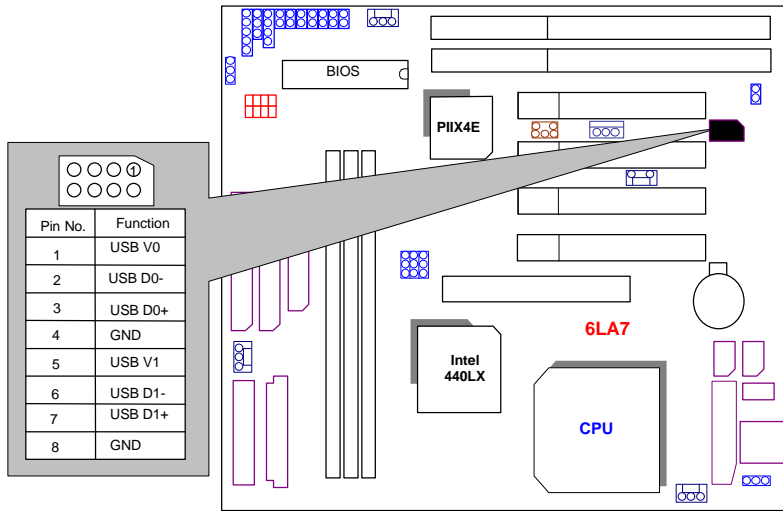 BIOS
PIIX4E
1
Pin No. Function
1 USB V0
2 USB D0-
3 USB D0+
4 GND
5 USB V1
6 USB D1-
7 USB D1+
8 GND
6LA7
Intel
440LX
CPU